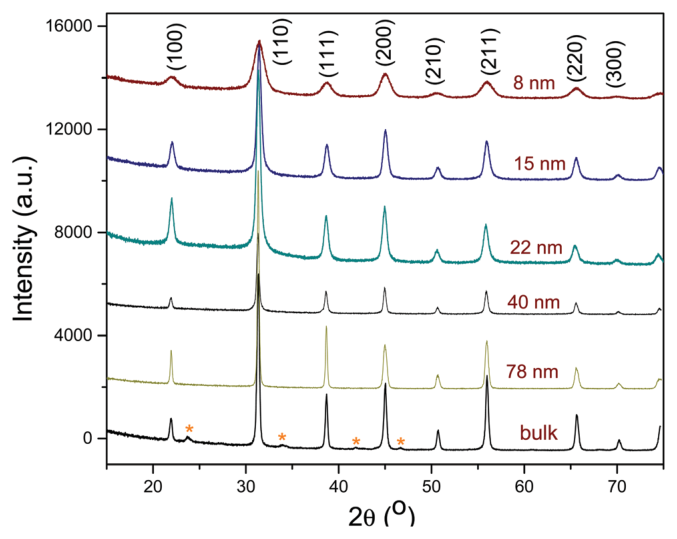 16000
12000
8000
4000
0
Intensity (a.u.)
(100)
(110)
(111)
(200)
(210)
(211)
(220)
(300)
8 nm
15 nm
22 nm
40 nm
78 nm
bulk
* * * *
20 30 40 50 60 70
2θ (O)